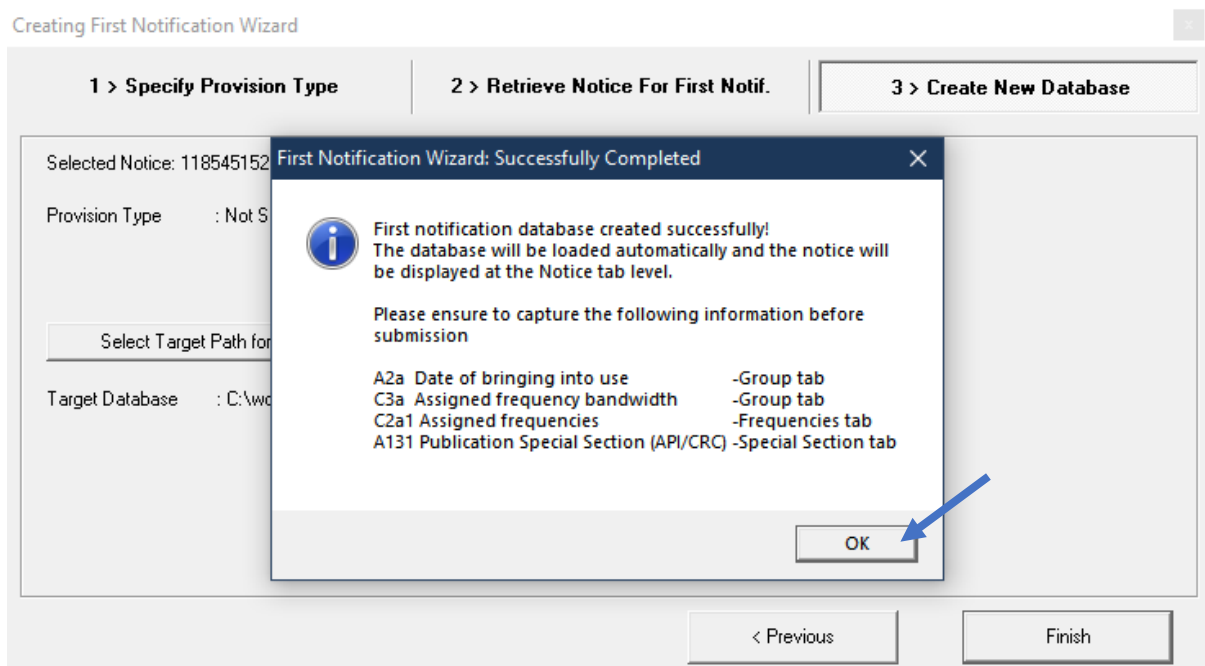 Creating First Notification Wizard
x
1 > Specify Provision Type
2 > Retrieve Notice For First Notif.
3 > Create New Database
Selected Notice: 118545152
First Notification Wizard: Successfully Completed
Provision Type : Not S
First notification database created successfully!
The database will be loaded automatically and the notice will
be displayed at the Notice tab level.
Please ensure to capture the following information before
submission
Select Target Path for
A2a Date of bringing into use -Group tab
C3a Assigned frequency bandwidth -Group tab
C2a1 Assigned frequencies -Frequencies tab
A131 Publication Special Section (API/CRC) -Special Section tab
Target Database : C:\wo
OK
< Previous
Finish